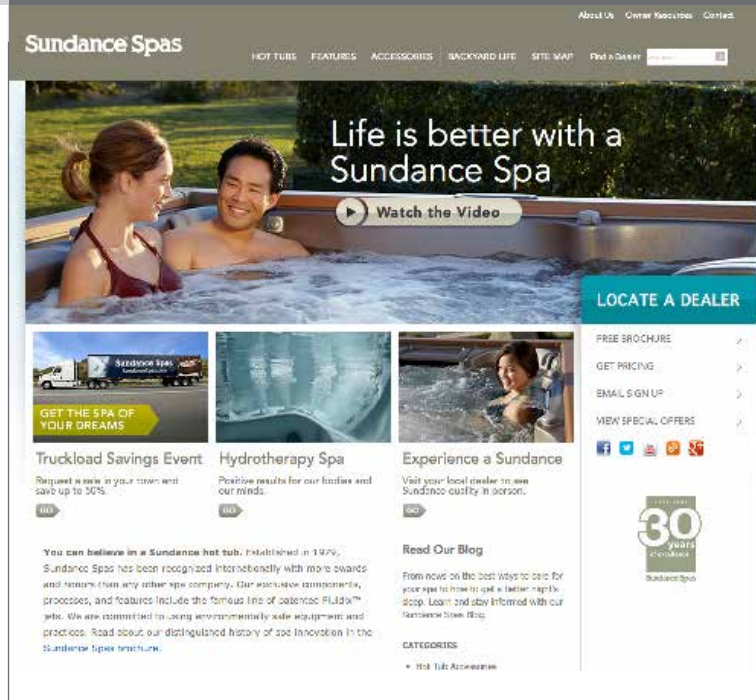 About Us Owner Resources Contact
Sundance Spas
HOT TUBS FEATURES ACCESSORIES BACKYARD LIFE SITE MAP Find a Dealer
Life is better with a
Sundance Spa
Watch the Video
LOCATE A DEALER
FREE BROCHURE
GET PRICING
EMAIL SIGN UP
VIEW SPECIAL OFFERS
Sundance Spas
GET THE SPA OF
YOUR DREAMS
Truckload Savings Event
Request a sale in your town and
save up to 50%.
GO
Hydrotherapy Spa
Positive results for our bodies and
our minds.
GO
Experience a Sundance
Visit your local dealer to see
Sundance quality in person.
GO
30
years
of excellence
Sundance Spas
You can believe in a Sundance hot tub. Established in 1979,
Sundance Spas has been recognized internationally with more awards
and honors than any other spa company. Our exclusive components,
processes, and features include the famous line of patented Fluidix™
jets. We are committed to using environmentally safe equipment and
practices. Read about our distinguished history of spa innovation in the
Sundance Spas brochure.
Read Our Blog
From news on the best ways to care for
your spa to how to get a better night's
sleep. Learn and stay informed with our
Sundance Spas Blog.
CATEGORIES
• Hot Tub Accessories